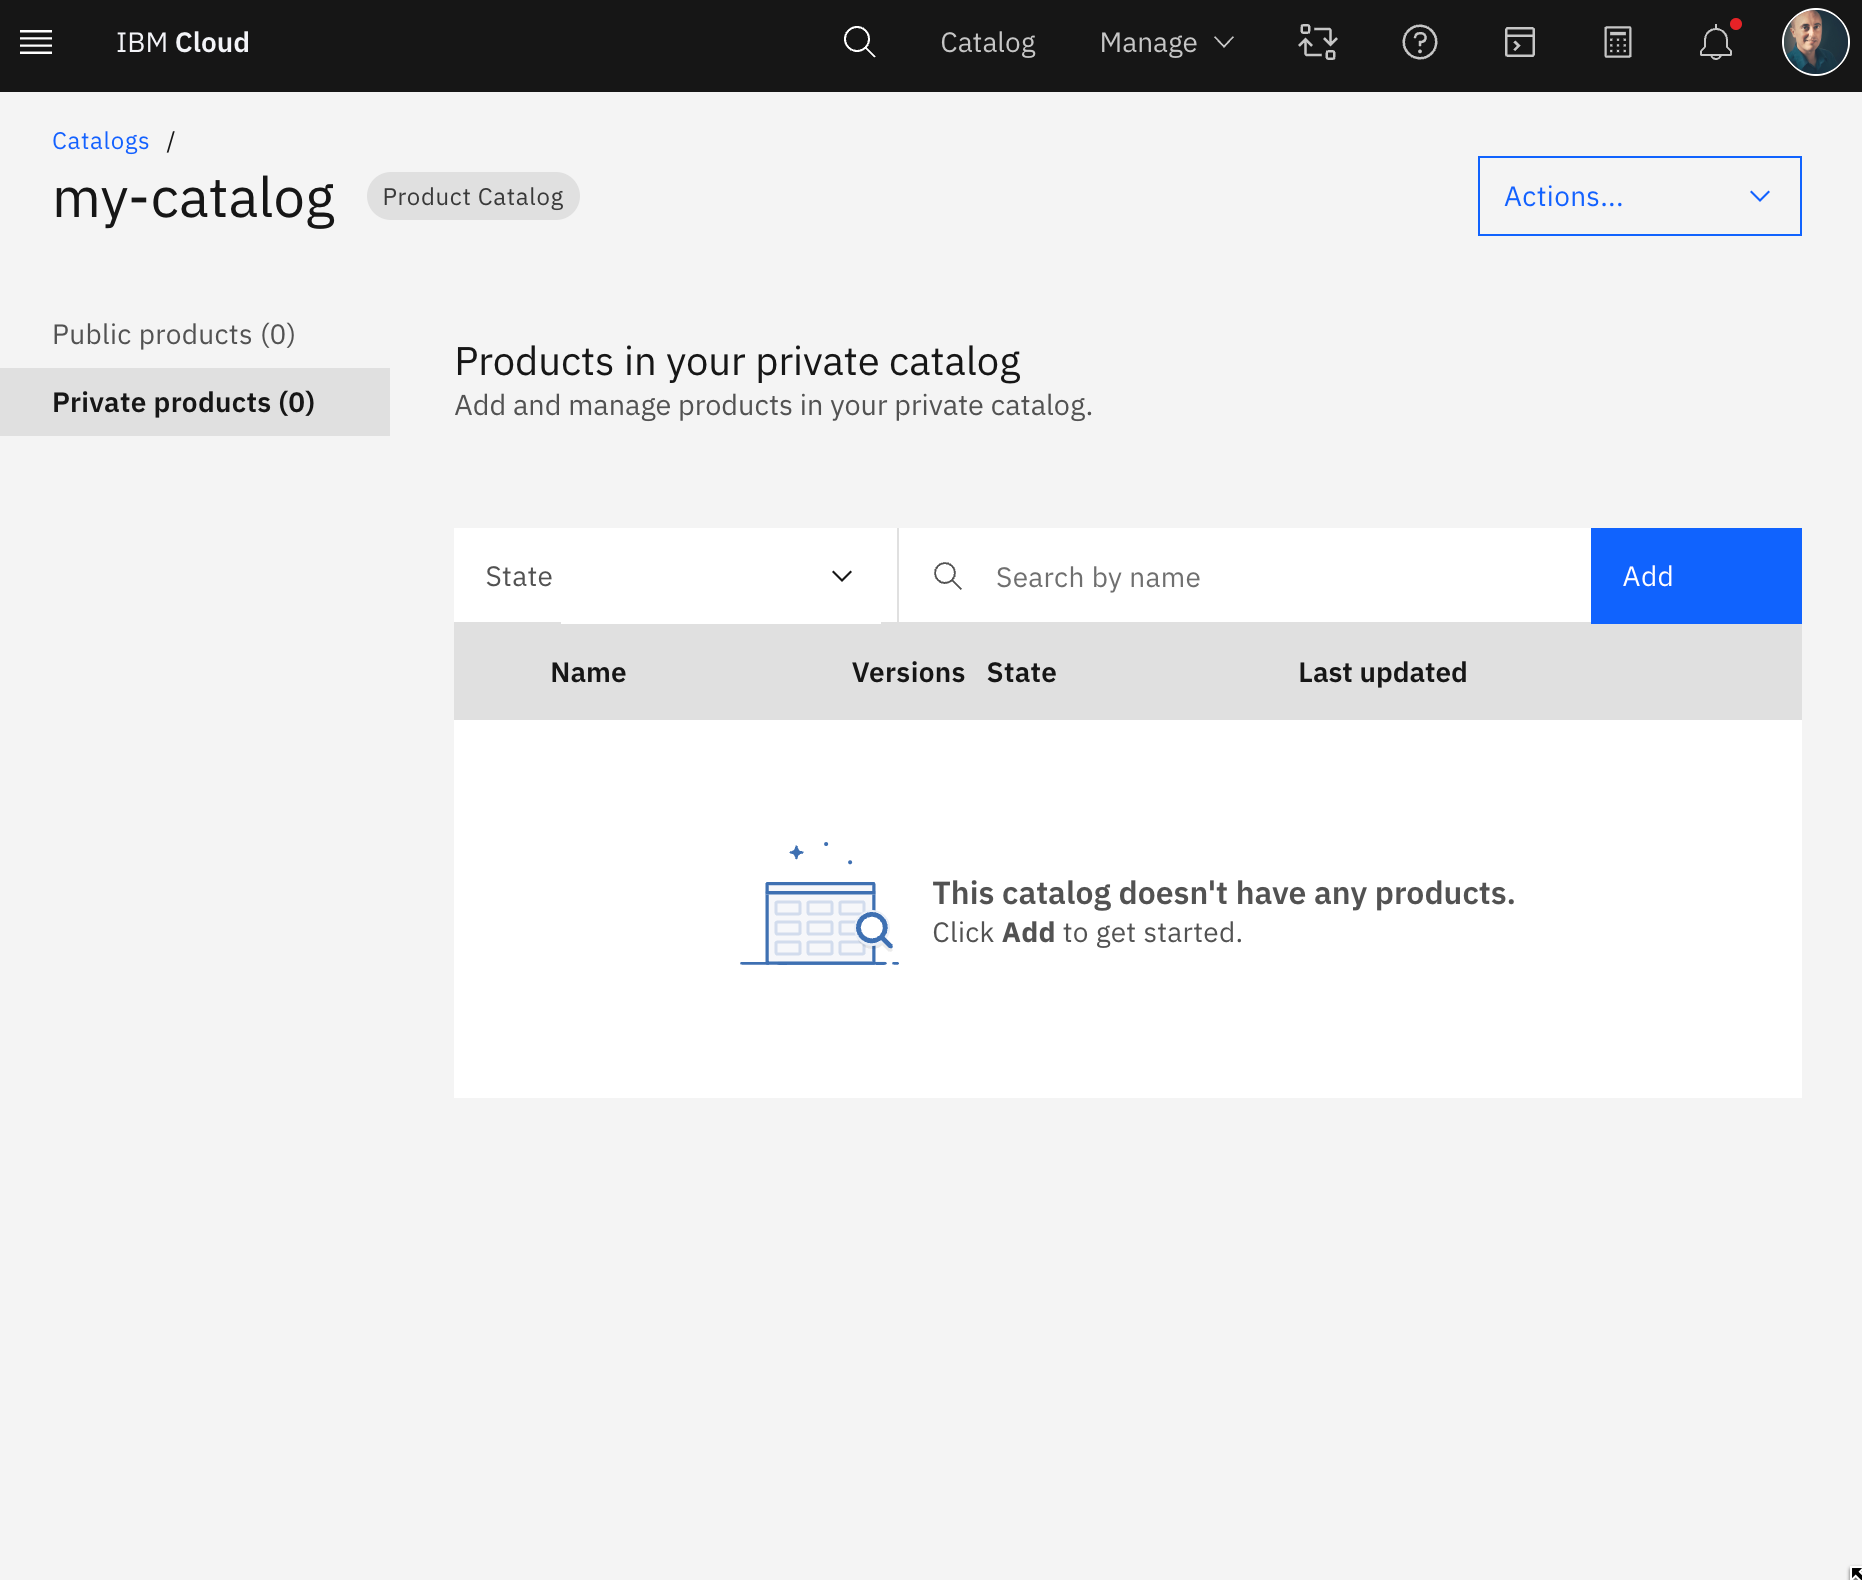 IBM Cloud
Catalog
Manage
Catalogs /
my-catalog
Product Catalog
Actions...
Public products (0)
Private products (0)
Products in your private catalog
Add and manage products in your private catalog.
State
Search by name
Add
Name Versions State Last updated
This catalog doesn't have any products.
Click Add to get started.